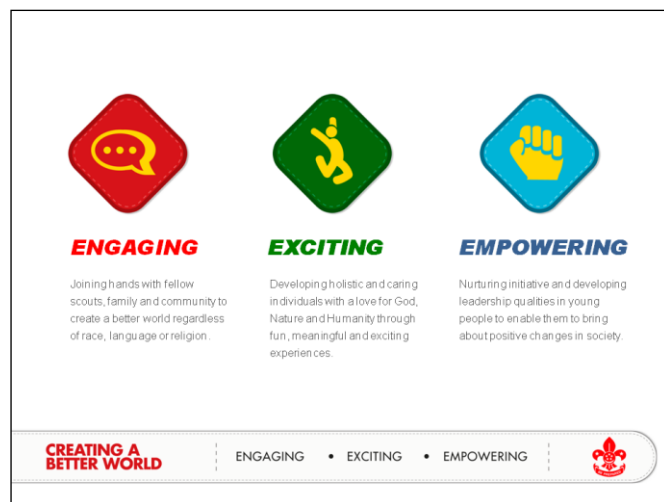 ENGAGING
Joining hands with fellow
scouts, family and community to
create a better world regardless
of race, language or religion.
EXCITING
Developing holistic and caring
individuals with a love for God,
Nature and Humanity through
fun, meaningful and exciting
experiences.
EMPOWERING
Nurturing initiative and developing
leadership qualities in young
people to enable them to bring
about positive changes in society.
CREATING A
BETTER WORLD
ENGAGING • EXCITING • EMPOWERING